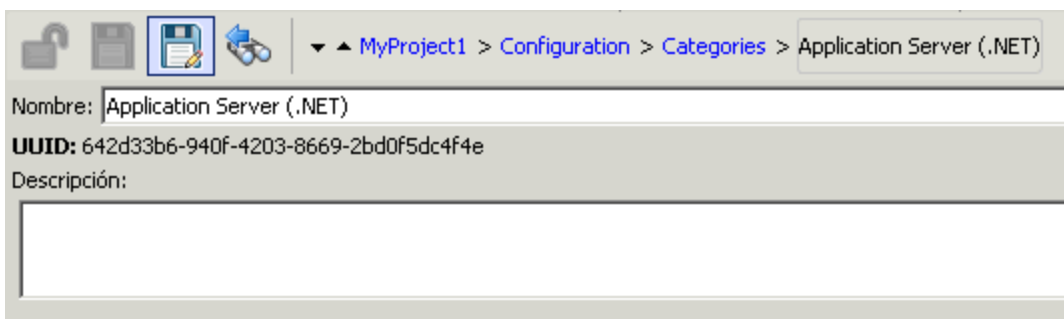 MyProject1 > Configuration > Categories > Application Server (.NET)
Nombre: Application Server (.NET)
UUID: 642d33b6-940f-4203-8669-2bd0f5dc4f4e
Descripción: